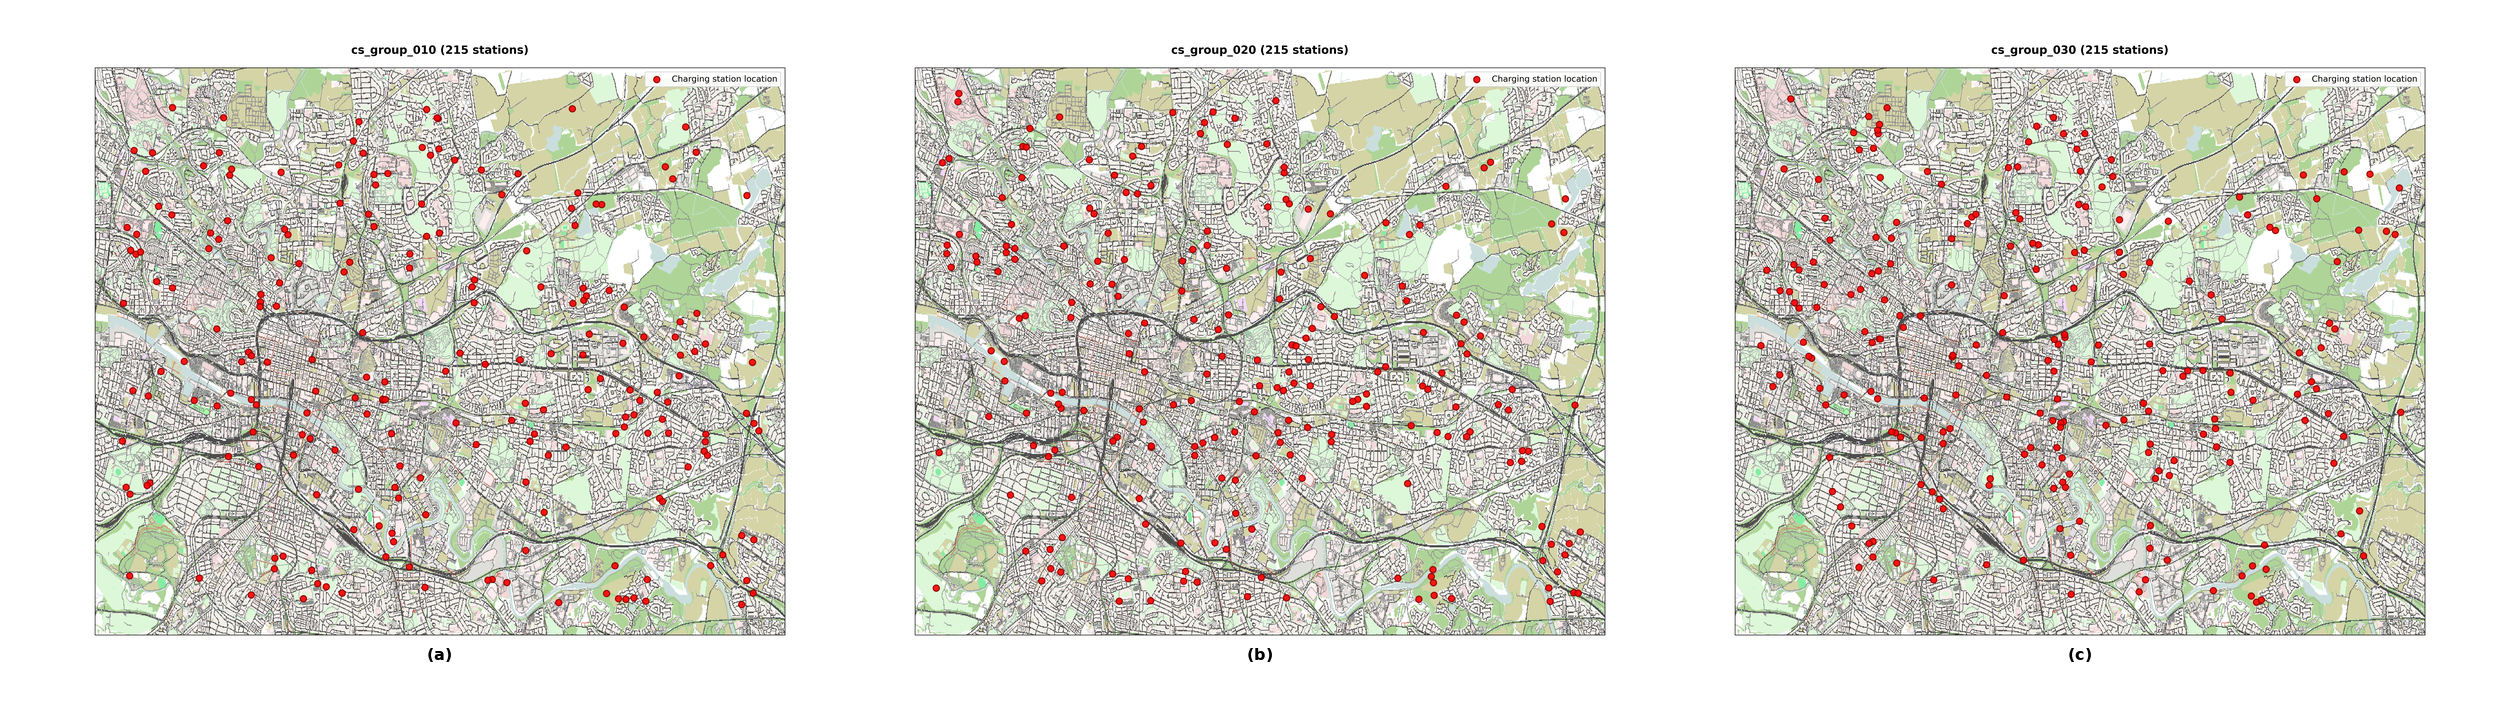 cs_group_010 (215 stations)
Charging station location
(a)
cs_group_020 (215 stations)
Charging station location
(b)
cs_group_030 (215 stations)
Charging station location
(c)